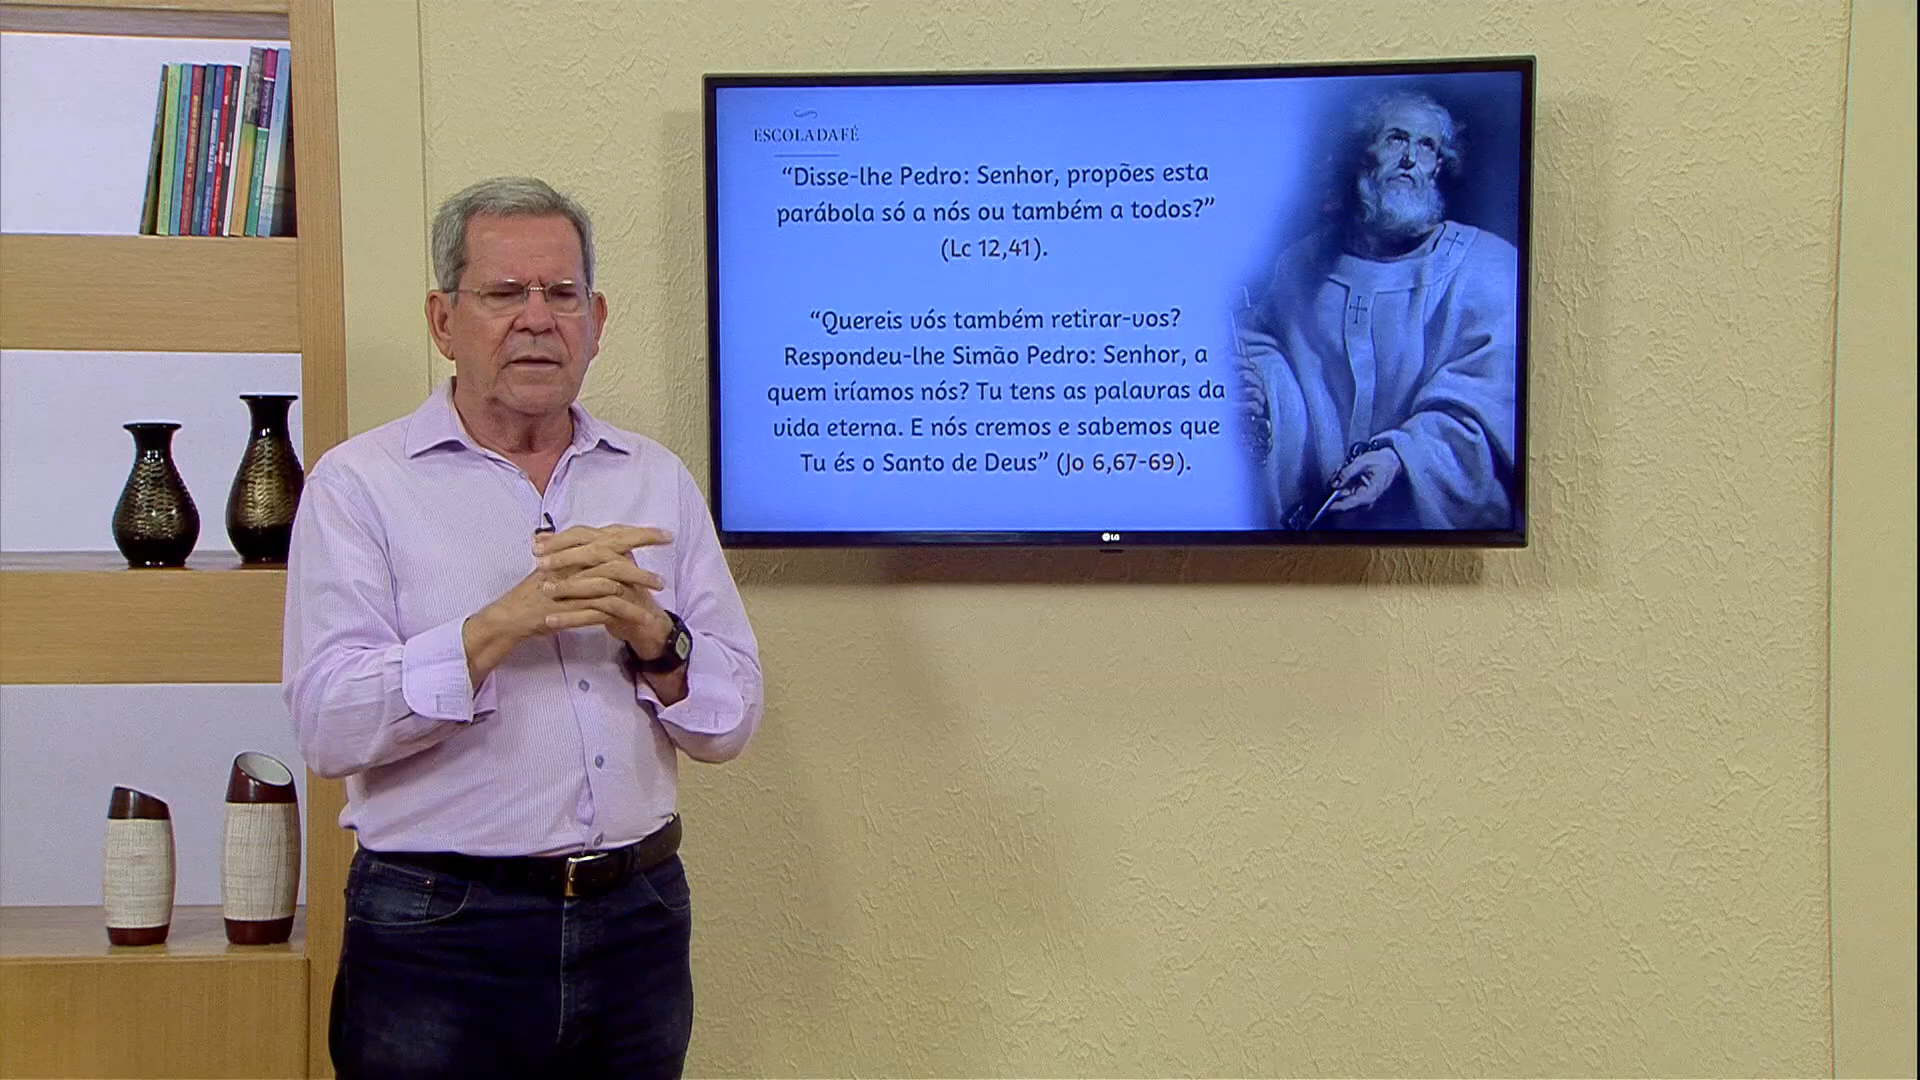 ESCOLADAFÉ
“Disse-lhe Pedro: Senhor, propões esta
parábola só a nós ou também a todos?”
(Lc 12,41).
“Quereis vós também retirar-vos?
Respondeu-lhe Simão Pedro: Senhor, a
quem iríamos nós? Tu tens as palavras da
vida eterna. E nós cremos e sabemos que
Tu és o Santo de Deus” (Jo 6,67-69).
LG